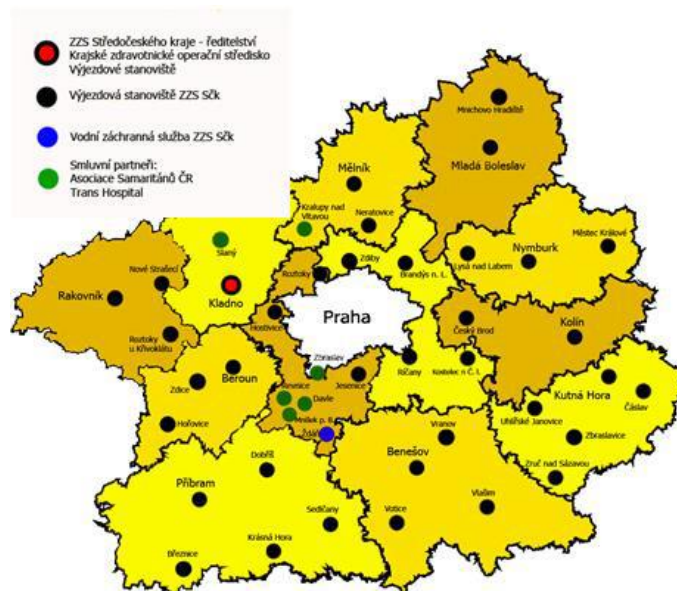 ZZS Středočeského kraje - ředitelství
Krajské zdravotnické operační středisko
Výjezdové stanoviště
Výjezdová stanoviště ZZS Sčk
Vodní záchranná služba ZZS Sčk
Smluvní partneři:
Asociace Samaritánů ČR
Trans Hospital
Mnichovo Hradiště
Mladá Boleslav
Mělník
Kralupy nad
Vltavou
Neratovice
Slaný
Městec Králové
Nymburk
Lysá nad Labem
Zdiby
Brandýs n. L.
Roztoky
Nové Strašecí
Rakovník
Kladno
Hostivice
Praha
Kolín
Český Brod
Roztoky
u Křivoklátu
Zbraslav
Říčany
Kostelec n Č. l.
Beroun
Zdice
Jesenice
Řevnice
Davle
Mníšek p. B.
Kutná Hora
Čáslav
Uhlířské Janovice
Hořovice
Vranov
Zbraslavice
Benešov
Dobříš
Zruč nad Sázavou
Příbram
Vlašim
Sedlčany
Votice
Krásná Hora
Březnice